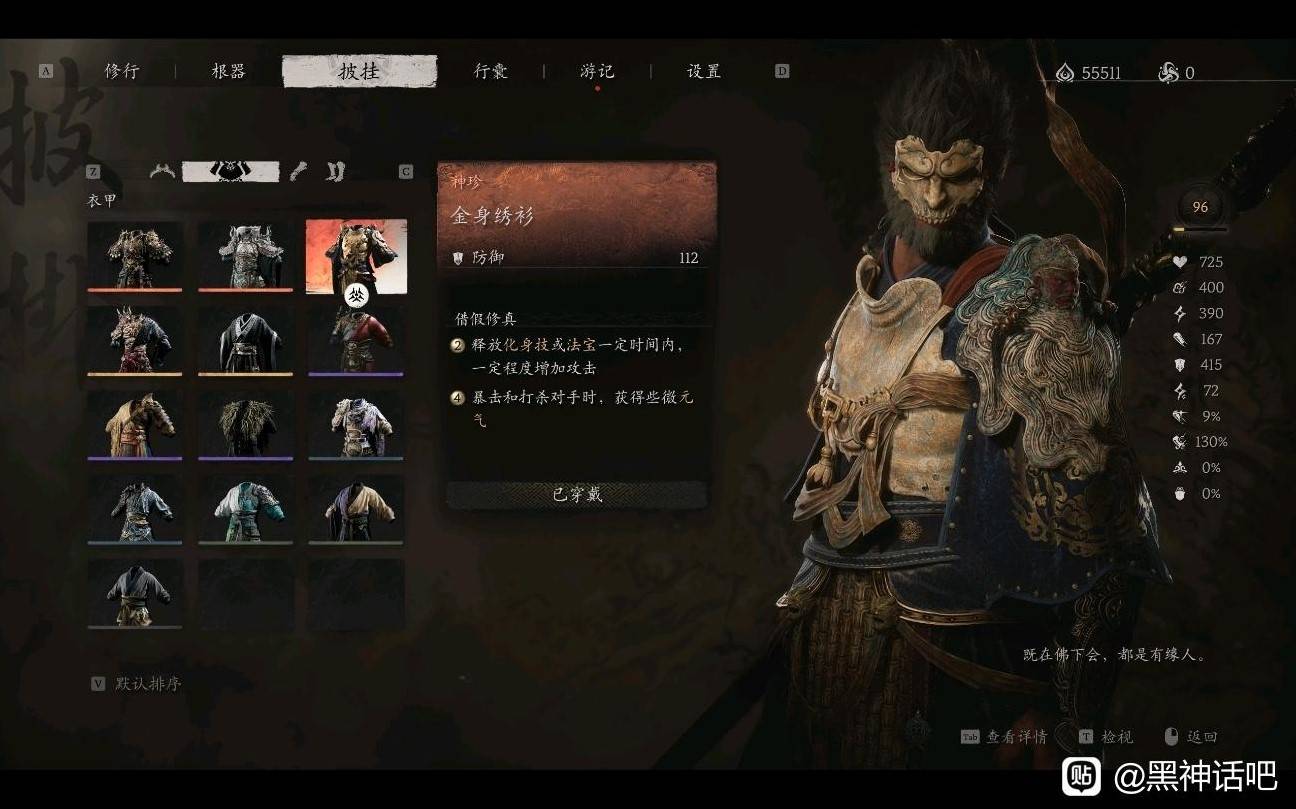 A 修行 根器 披挂 行囊 游记 设置 D
55511 0
披挂
Z C
衣甲
神珍
金身绣衫
防御 112
借假修真
2 释放化身技或法宝一定时间内，
一定程度增加攻击
4 暴击和打杀对手时，获得些微元
气
已穿戴
96
725
400
390
167
415
72
9%
130%
0%
0%
既在佛下会，都是有缘人。
V 默认排序
Tab 查看详情 T 检视 返回
贴 @黑神话吧